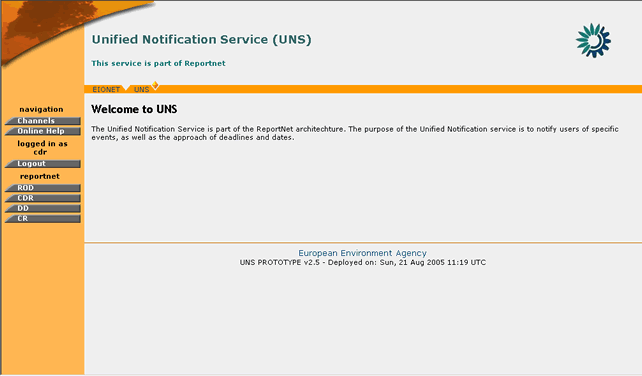 Unified Notification Service (UNS)
This service is part of Reportnet
EIONET UNS
navigation
Channels
Online Help
logged in as
cdr
Logout
reportnet
ROD
CDR
DD
CR
Welcome to UNS
The Unified Notification Service is part of the ReportNet architechture. The purpose of the Unified Notification service is to notify users of specific
events, as well as the approach of deadlines and dates.
European Environment Agency
UNS PROTOTYPE v2.5 - Deployed on: Sun, 21 Aug 2005 11:19 UTC